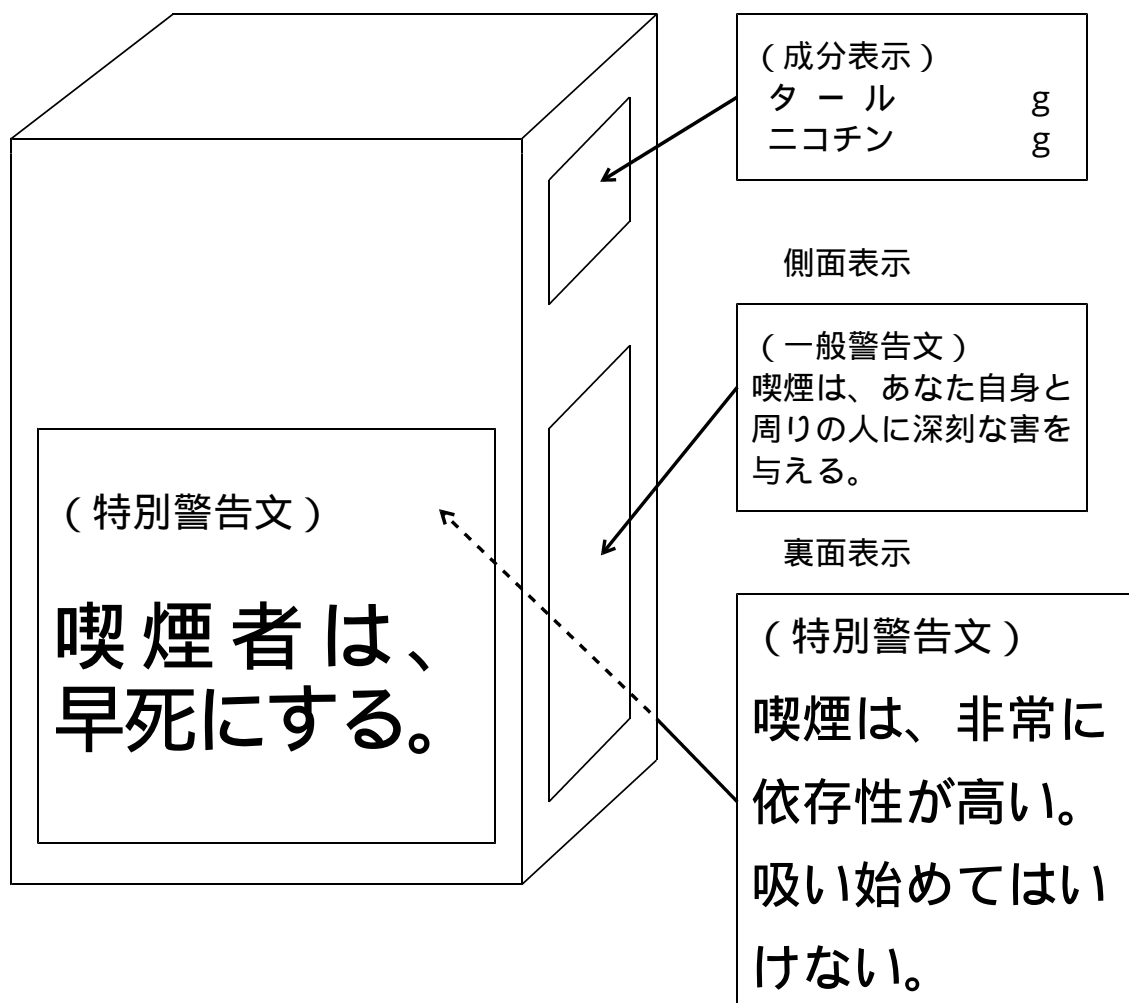 （成分表示）
タール g
ニコチン g
側面表示
（一般警告文）
喫煙は、あなた自身と
周りの人に深刻な害を
与える。
裏面表示
（特別警告文）
喫煙は、非常に
依存性が高い。
吸い始めてはい
けない。
（特別警告文）
喫煙者は、
早死にする。